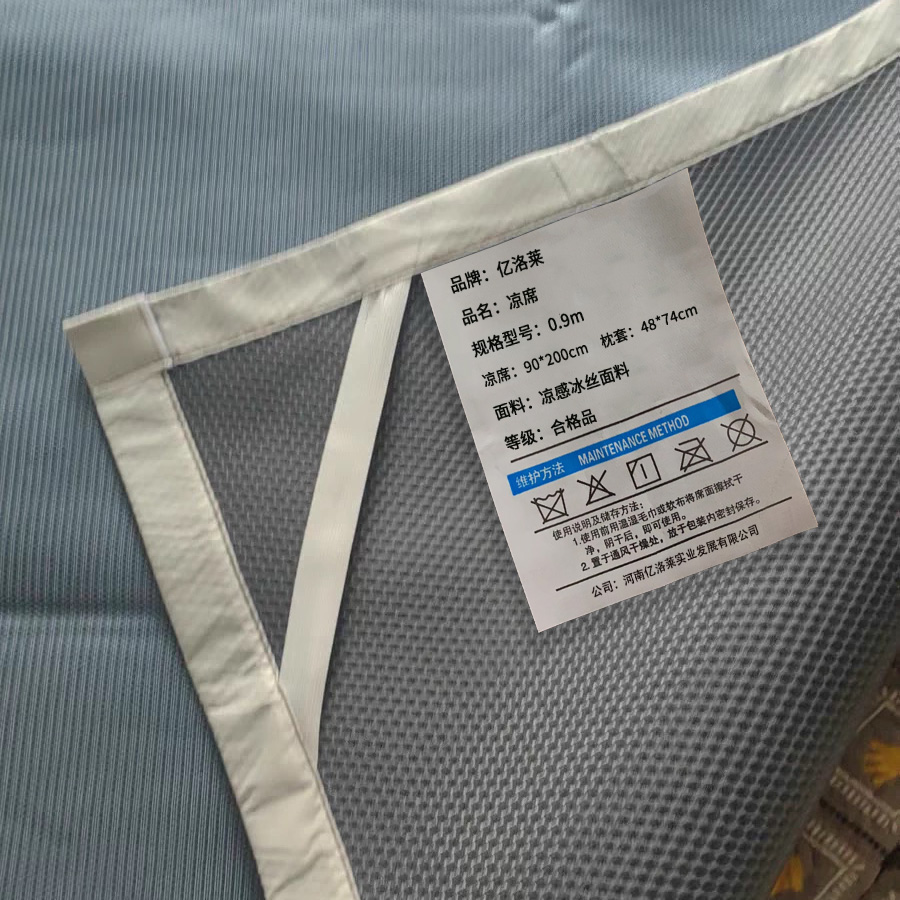 品牌：亿洛莱
品名：凉席
规格型号：0.9m
凉席：90*200cm 枕套：48*74cm
面料：凉感冰丝面料
等级：合格品
维护方法 MAINTENANCE METHOD
使用说明及储存方法：
1.使用前用温湿毛巾或软布将席面擦拭干
净，阴干后，即可使用。
2.置于通风干燥处，放于包装内密封保存。
公司：河南亿洛莱实业发展有限公司